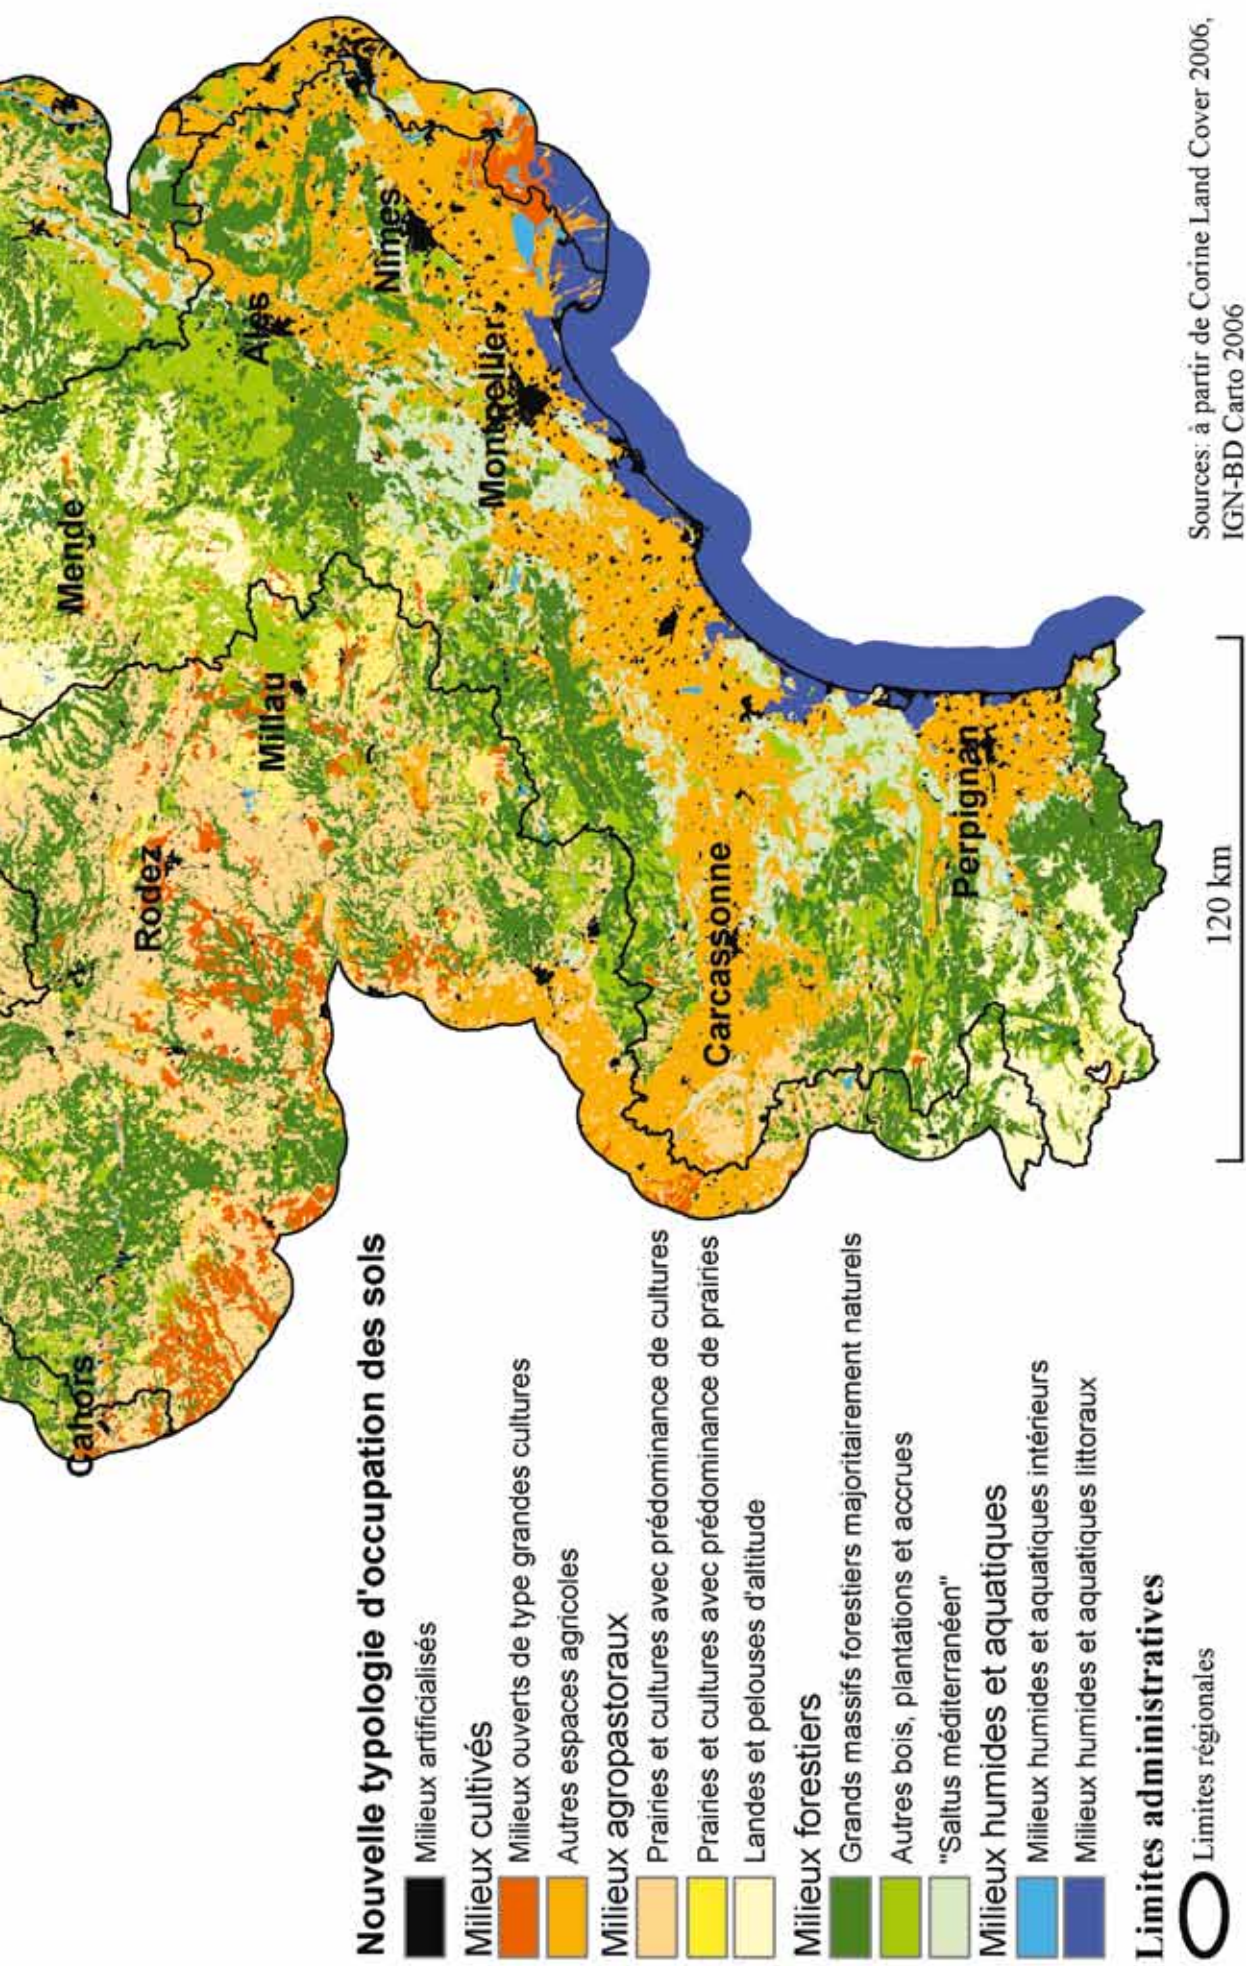 Mende
Rodez
Millau
Alès
Nîmes
Montpellier
Cahors
Carcassonne
Perpignan
Nouvelle typologie d'occupation des sols
Milieux artificialisés
Milieux cultivés
Milieux ouverts de type grandes cultures
Autres espaces agricoles
Milieux agropastoraux
Prairies et cultures avec prédominance de cultures
Prairies et cultures avec prédominance de prairies
Landes et pelouses d'altitude
Milieux forestiers
Grands massifs forestiers majoritairement naturels
Autres bois, plantations et accrues
"Saltus méditerranéen"
Milieux humides et aquatiques
Milieux humides et aquatiques intérieurs
Milieux humides et aquatiques littoraux
Limites administratives
Limites régionales
120 km
Sources: à partir de Corine Land Cover 2006,
IGN-BD Carto 2006